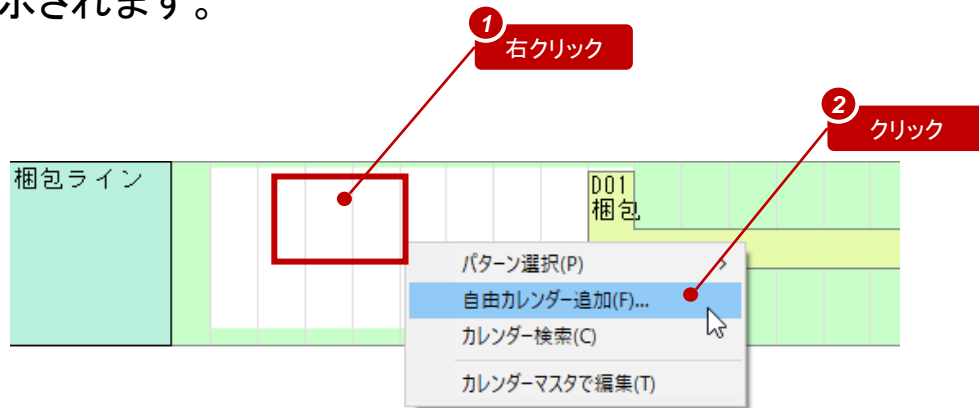 示されます。
1
右クリック
2
クリック
梱包ライン
D01
梱包
パターン選択(P)
自由カレンダー追加(F)...
カレンダー検索(C)
カレンダーマスタで編集(T)